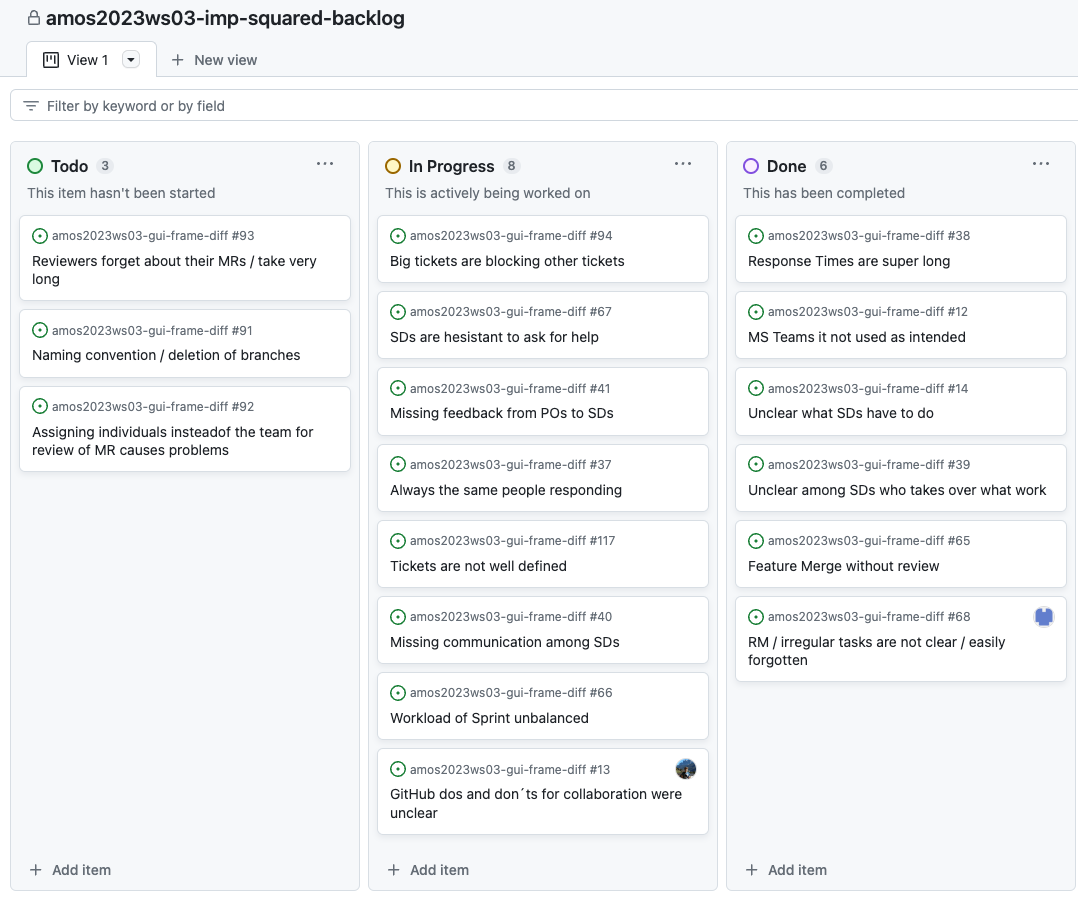 amos2023ws03-imp-squared-backlog
View 1
New view
Filter by keyword or by field
Todo 3
This item hasn't been started
amos2023ws03-gui-frame-diff #93
Reviewers forget about their MRs / take very
long
amos2023ws03-gui-frame-diff #91
Naming convention / deletion of branches
amos2023ws03-gui-frame-diff #92
Assigning individuals insteadof the team for
review of MR causes problems
Add item
In Progress 8
This is actively being worked on
amos2023ws03-gui-frame-diff #94
Big tickets are blocking other tickets
amos2023ws03-gui-frame-diff #67
SDs are hesistant to ask for help
amos2023ws03-gui-frame-diff #41
Missing feedback from POs to SDs
amos2023ws03-gui-frame-diff #37
Always the same people responding
amos2023ws03-gui-frame-diff #117
Tickets are not well defined
amos2023ws03-gui-frame-diff #40
Missing communication among SDs
amos2023ws03-gui-frame-diff #66
Workload of Sprint unbalanced
amos2023ws03-gui-frame-diff #13
GitHub dos and don´ts for collaboration were
unclear
Add item
Done 6
This has been completed
amos2023ws03-gui-frame-diff #38
Response Times are super long
amos2023ws03-gui-frame-diff #12
MS Teams it not used as intended
amos2023ws03-gui-frame-diff #14
Unclear what SDs have to do
amos2023ws03-gui-frame-diff #39
Unclear among SDs who takes over what work
amos2023ws03-gui-frame-diff #65
Feature Merge without review
amos2023ws03-gui-frame-diff #68
RM / irregular tasks are not clear / easily
forgotten
Add item